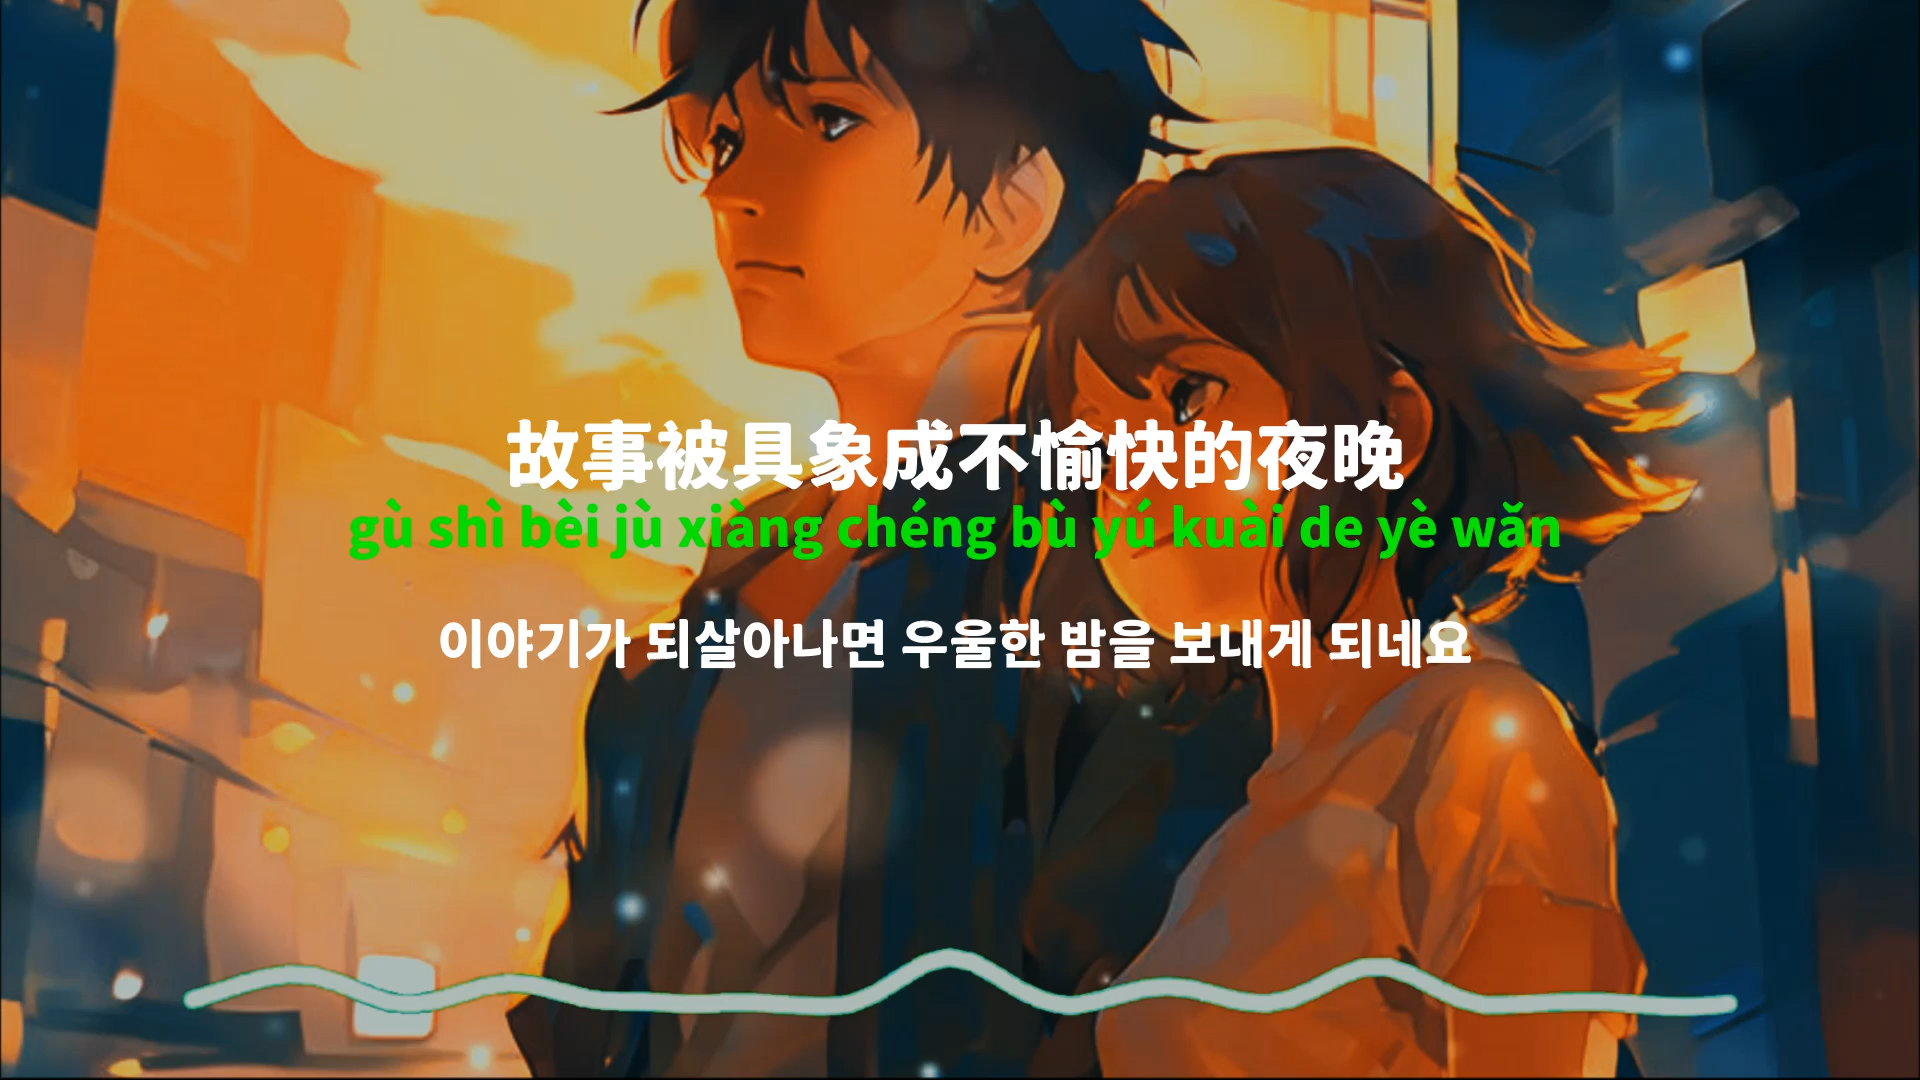 故事被具象成不愉快的夜晚
gù shì bèi jù xiàng chéng bù yú kuài de yè wăn
이야기가 되살아나면 우울한 밤을 보내게 되네요